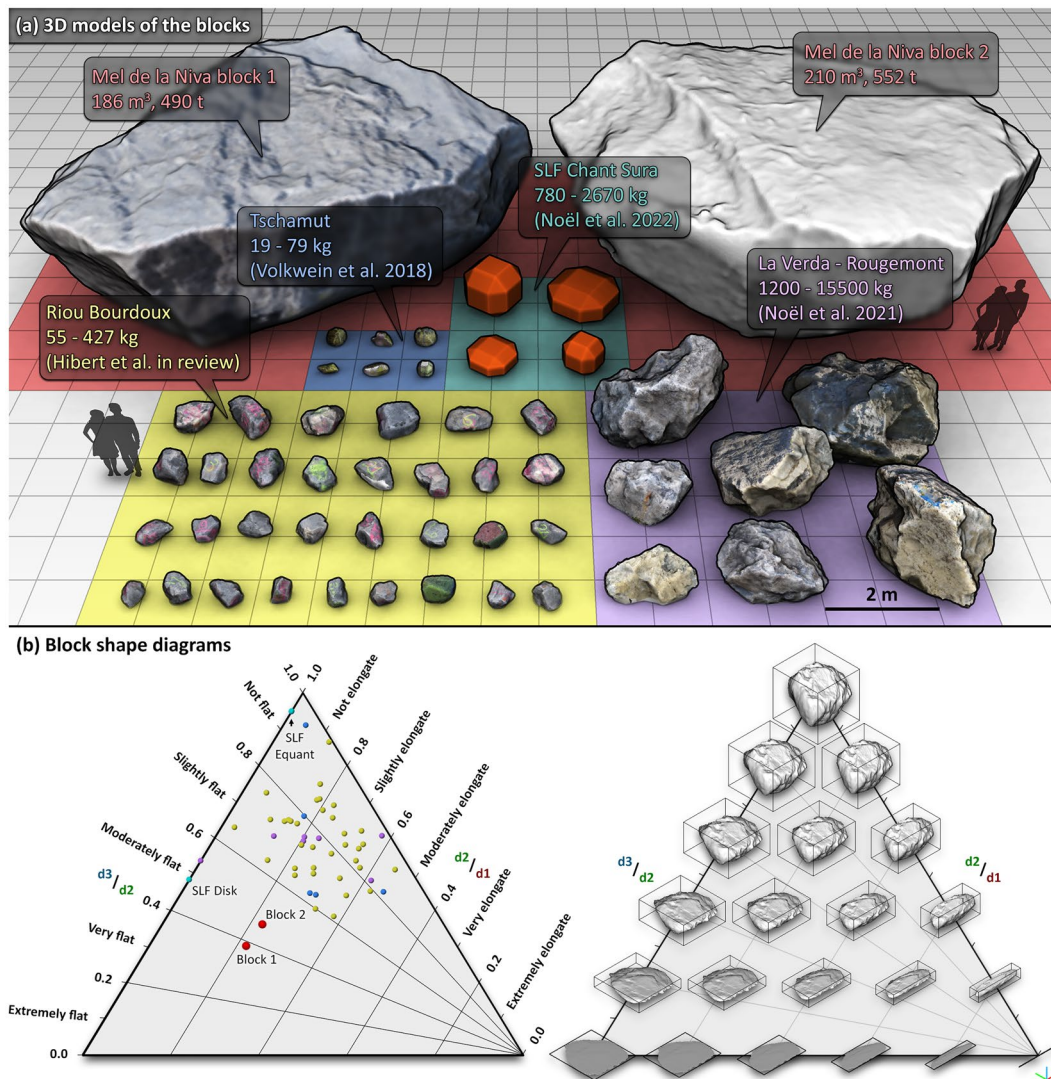 (a) 3D models of the blocks
Mel de la Niva block 1
186 m³, 490 t
Mel de la Niva block 2
210 m³, 552 t
SLF Chant Sura
780 - 2670 kg
(Noël et al. 2022)
Tschamut
19 - 79 kg
(Volkwein et al. 2018)
La Verda - Rougemont
1200 - 15500 kg
(Noël et al. 2021)
Riou Bourdoux
55 - 427 kg
(Hibert et al. in review)
2 m
(b) Block shape diagrams
1.0
1.0
Not flat
Not elongate
SLF
Equant
0.8
0.8
Slightly flat
Slightly elongate
0.6
0.6
Moderately flat
Moderately elongate
d3/d2
SLF Disk
d2/d1
0.4
0.4
Very flat
Very elongate
Block 2
Block 1
0.2
0.2
Extremely flat
Extremely elongate
0.0
0.0
d3/d2
d2/d1